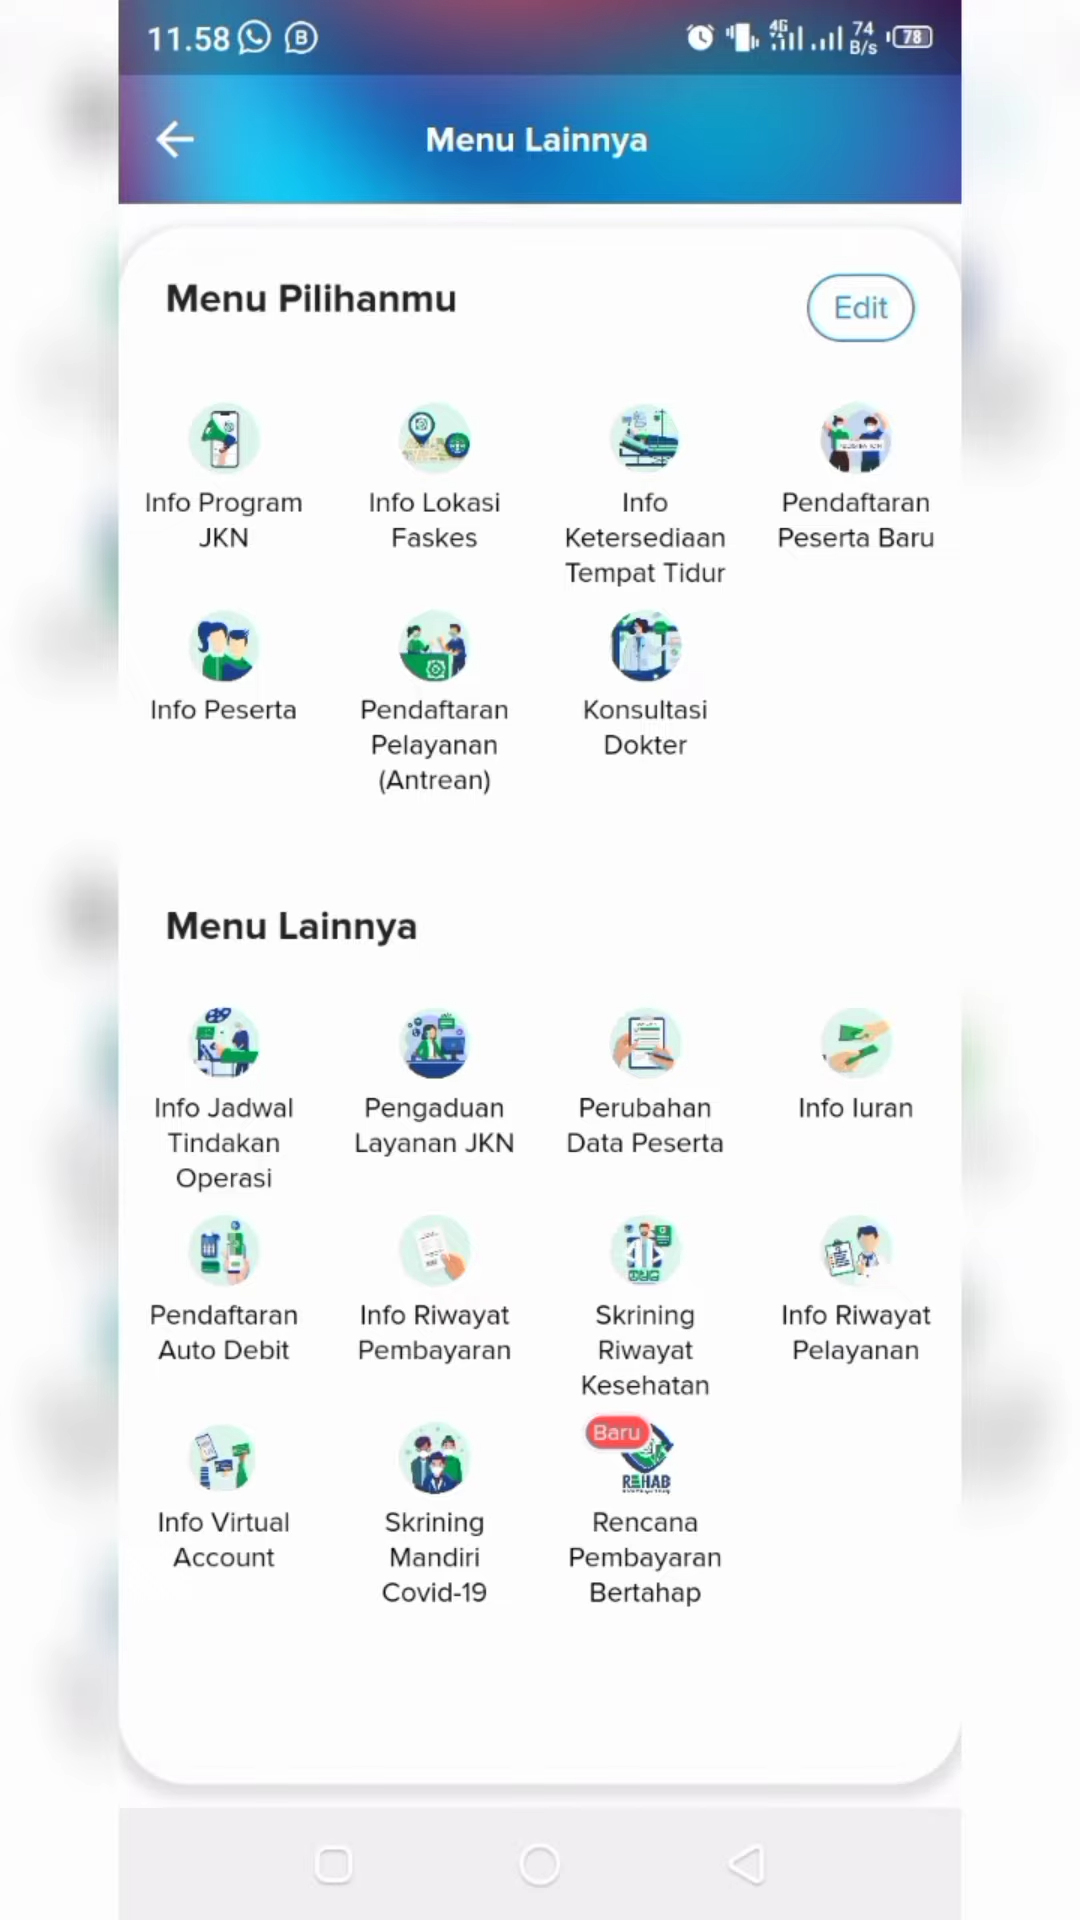 11.58
4G
74
B/s
78
Menu Lainnya
Menu Pilihanmu
Edit
Info Program
JKN
Info Lokasi
Faskes
Info
Ketersediaan
Tempat Tidur
Pendaftaran
Peserta Baru
Info Peserta
Pendaftaran
Pelayanan
(Antrean)
Konsultasi
Dokter
Menu Lainnya
Info Jadwal
Tindakan
Operasi
Pengaduan
Layanan JKN
Perubahan
Data Peserta
Info Iuran
Pendaftaran
Auto Debit
Info Riwayat
Pembayaran
Skrining
Riwayat
Kesehatan
Info Riwayat
Pelayanan
Info Virtual
Account
Skrining
Mandiri
Covid-19
Baru
REHAB
Rencana
Pembayaran
Bertahap